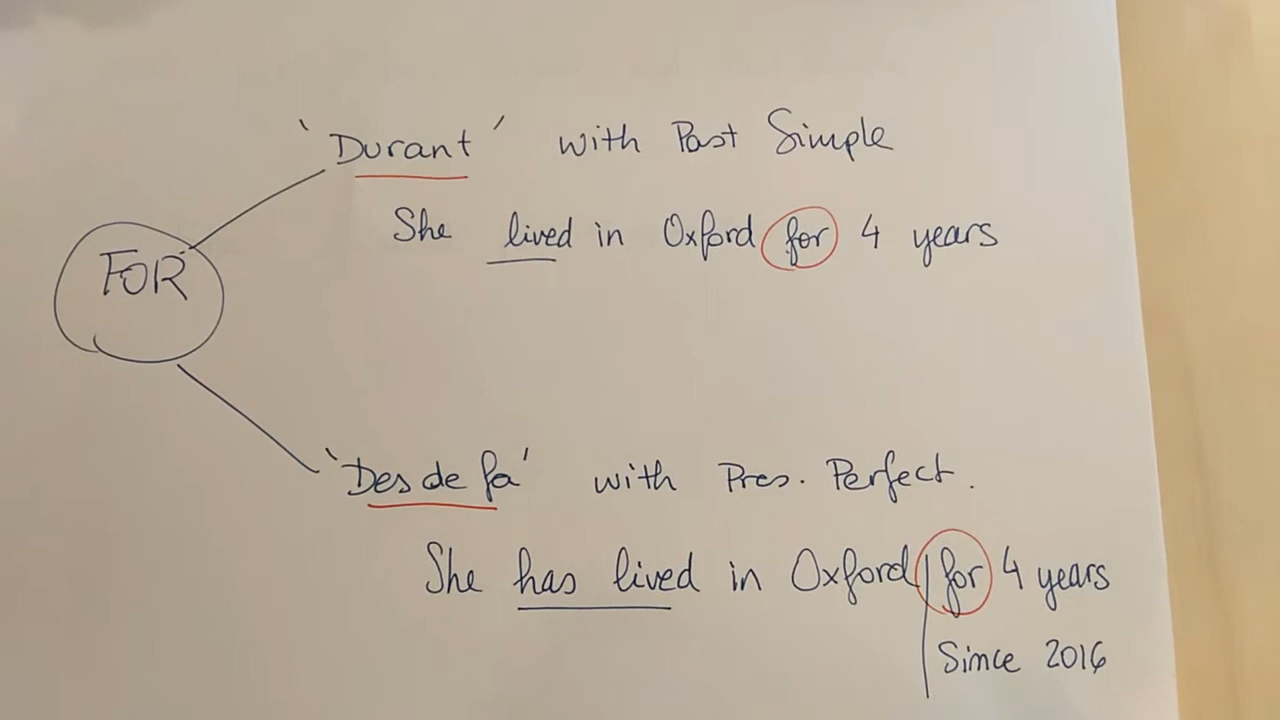 FOR
'Durant' with Past Simple
She lived in Oxford for 4 years
'Des de fa' with Pres. Perfect.
She has lived in Oxford for 4 years
Since 2016